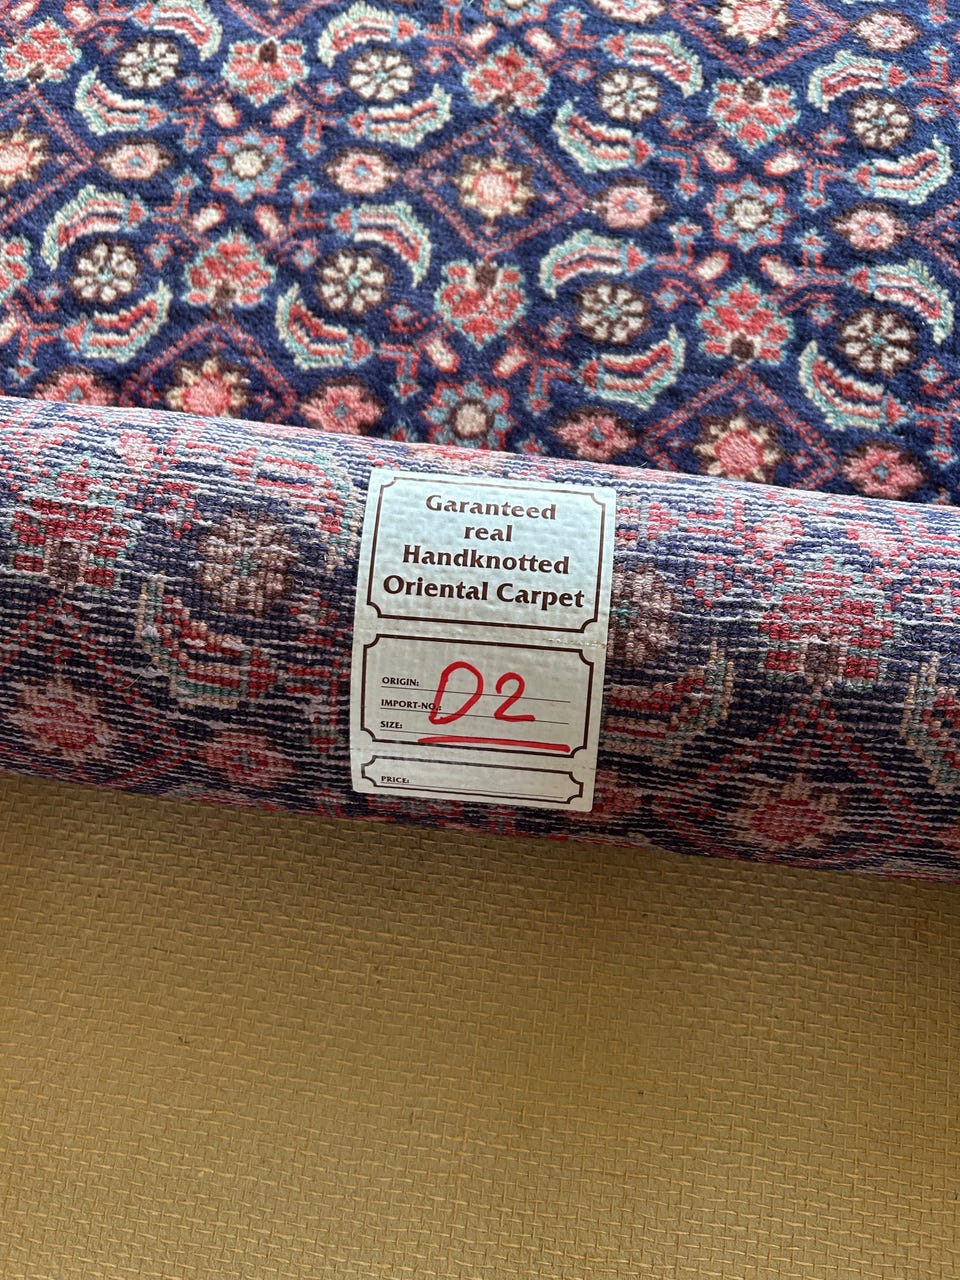 Garanteed
real
Handknotted
Oriental Carpet
ORIGIN:
D2
IMPORT-NO.:
SIZE:
PRICE: